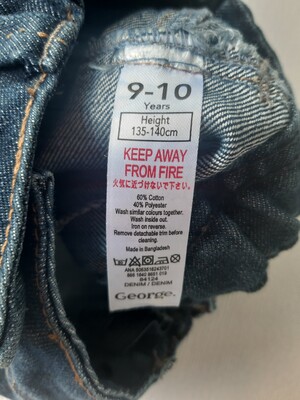 9-10
Years
Height
135-140cm
KEEP AWAY
FROM FIRE
火気に近づけないで下さい。
60% Cotton
40% Polyester
Wash similar colours together.
Wash inside out.
Iron on reverse.
Remove detachable trim before
cleaning.
Made in Bangladesh
DENIM / DENIM
George.